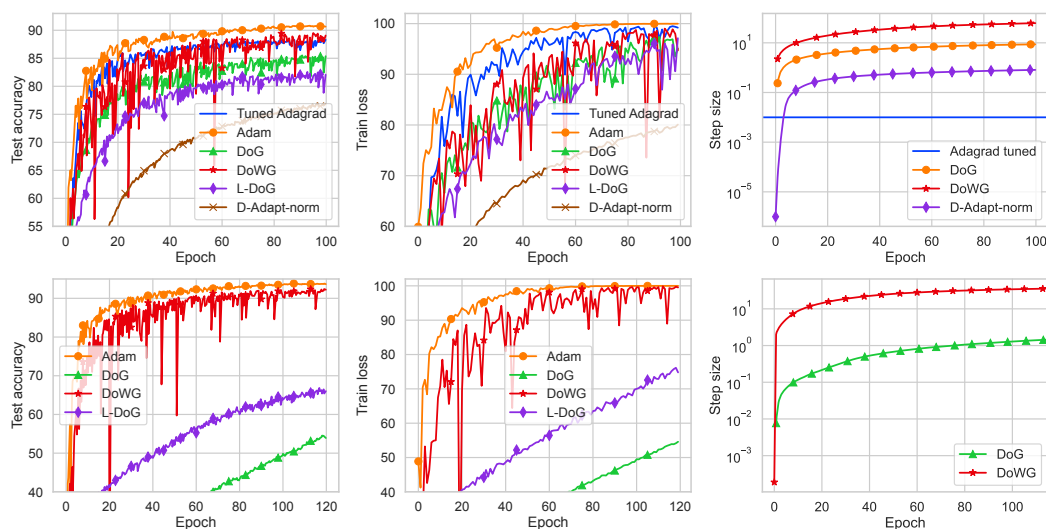 Test accuracy
90
85
80
75
70
65
60
55
0
20
40
60
80
100
Epoch
Tuned Adagrad
Adam
DoG
DoWG
L-DoG
D-Adapt-norm
Train loss
100
90
80
70
60
0
20
40
60
80
100
Epoch
Tuned Adagrad
Adam
DoG
DoWG
L-DoG
D-Adapt-norm
Step size
10^1
10^-1
10^-3
10^-5
0
20
40
60
80
100
Epoch
Adagrad tuned
DoG
DoWG
D-Adapt-norm
Test accuracy
90
80
70
60
50
40
0
20
40
60
80
100
120
Epoch
Adam
DoG
DoWG
L-DoG
Train loss
100
90
80
70
60
50
40
0
20
40
60
80
100
120
Epoch
Adam
DoG
DoWG
L-DoG
Step size
10^1
10^0
10^-1
10^-2
10^-3
0
20
40
60
80
100
Epoch
DoG
DoWG